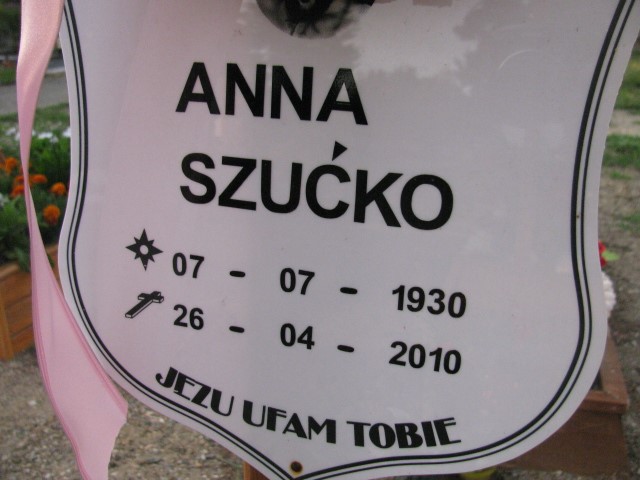 ANNA
SZUĆKO
07 - 07 - 1930
26 - 04 - 2010
JEZU UFAM TOBIE